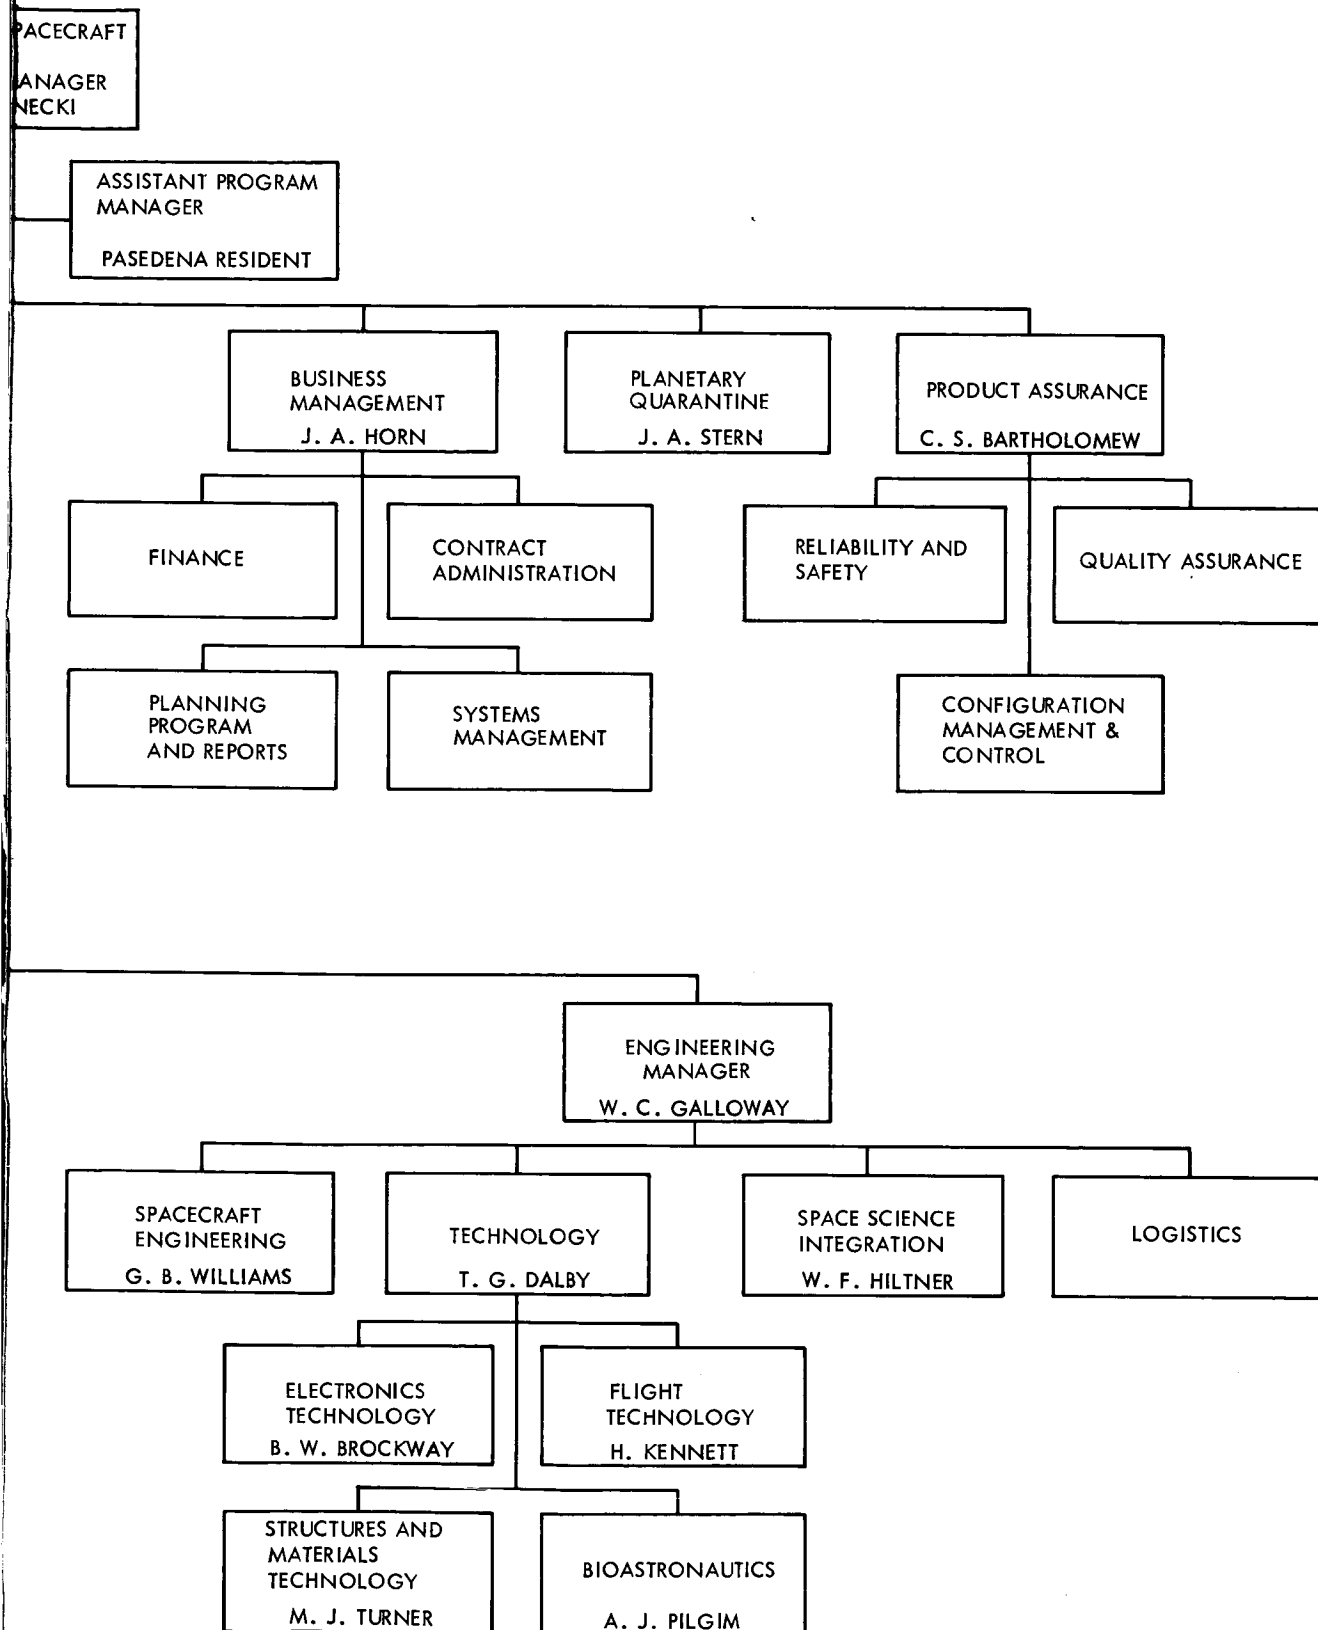 PACECRAFT
ANAGER
NECKI
ASSISTANT PROGRAM
MANAGER
PASEDENA RESIDENT
BUSINESS
MANAGEMENT
J. A. HORN
PLANETARY
QUARANTINE
J. A. STERN
PRODUCT ASSURANCE
C. S. BARTHOLOMEW
FINANCE
CONTRACT
ADMINISTRATION
RELIABILITY AND
SAFETY
QUALITY ASSURANCE
PLANNING
PROGRAM
AND REPORTS
SYSTEMS
MANAGEMENT
CONFIGURATION
MANAGEMENT &
CONTROL
ENGINEERING
MANAGER
W. C. GALLOWAY
SPACECRAFT
ENGINEERING
G. B. WILLIAMS
TECHNOLOGY
T. G. DALBY
SPACE SCIENCE
INTEGRATION
W. F. HILTNER
LOGISTICS
ELECTRONICS
TECHNOLOGY
B. W. BROCKWAY
FLIGHT
TECHNOLOGY
H. KENNETT
STRUCTURES AND
MATERIALS
TECHNOLOGY
M. J. TURNER
BIOASTRONAUTICS
A. J. PILGIM